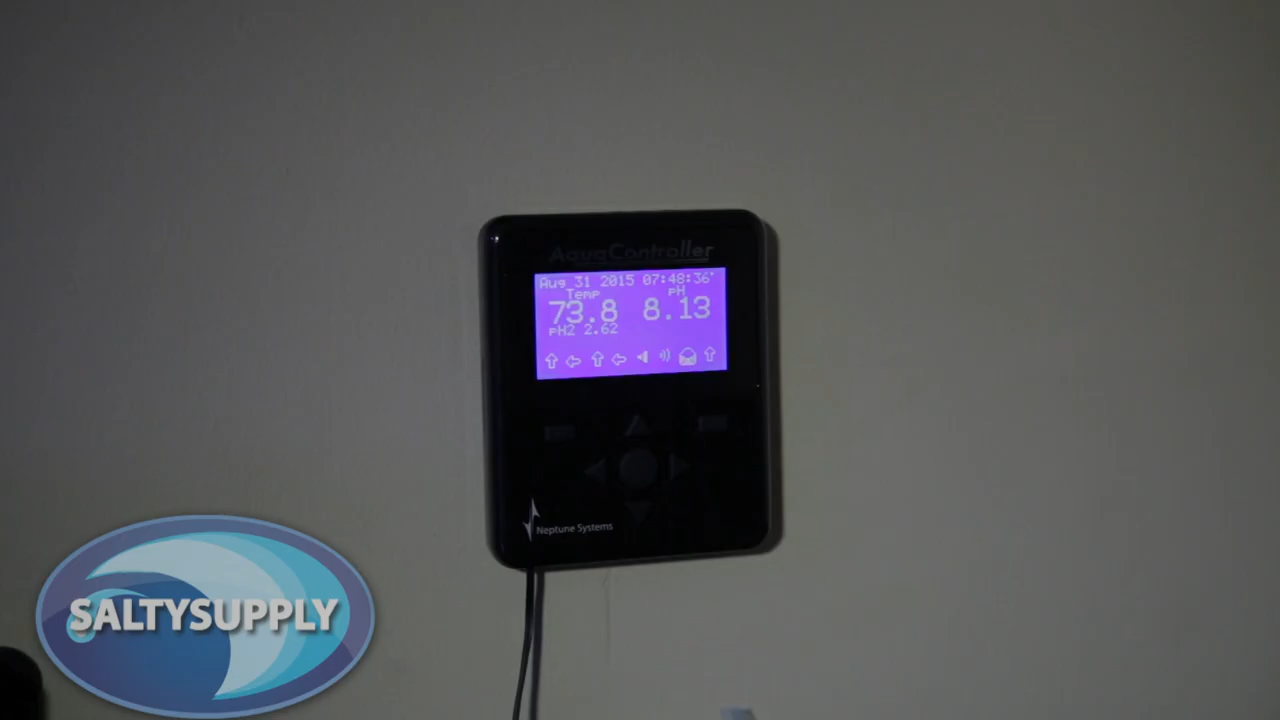 AquaController
Aug 31 2015 07:48:36
Temp pH
73.8 8.13
pH2 2.62
Neptune Systems
SALTYSUPPLY